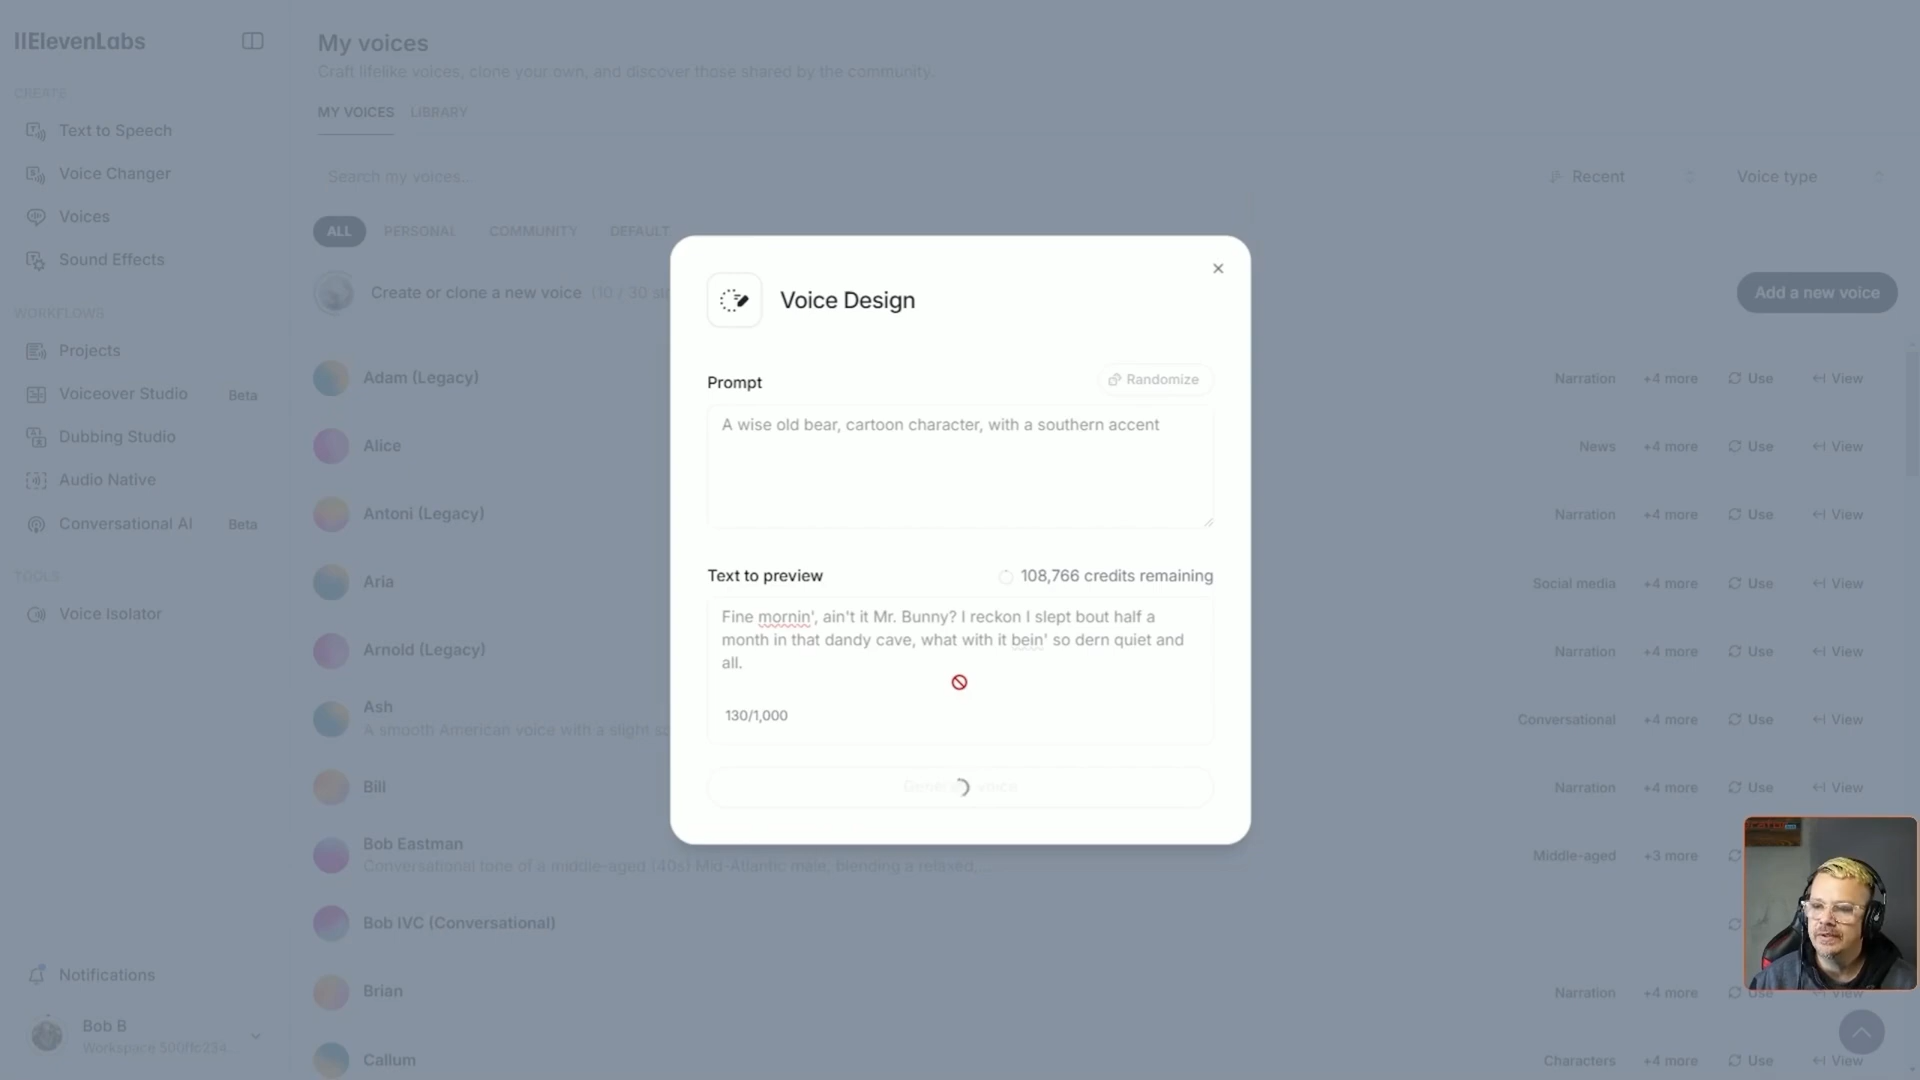 IIElevenLabs
CREATE
Text to Speech
Voice Changer
Voices
Sound Effects
WORKFLOWS
Projects
Voiceover Studio Beta
Dubbing Studio
Audio Native
Conversational AI Beta
TOOLS
Voice Isolator
Notifications
Bob B
Workspace 500ffc234...
My voices
Craft lifelike voices, clone your own, and discover those shared by the community.
MY VOICES LIBRARY
Search my voices...
Recent Voice type
ALL PERSONAL COMMUNITY DEFAULT
Create or clone a new voice (10 / 30
Add a new voice
Adam (Legacy) Narration +4 more Use View
Alice News +4 more Use View
Antoni (Legacy) Narration +4 more Use View
Aria Social media +4 more Use View
Arnold (Legacy) Narration +4 more Use View
Ash Conversational +4 more Use View
A smooth American voice with a slight
Bill Narration +4 more Use View
Bob Eastman Middle-aged +3 more
Conversational tone of a middle-aged (40s) Mid-Atlantic male, blending a relaxed,...
Bob IVC (Conversational)
Brian Narration +4 more Use View
Callum Characters +4 more Use View
Voice Design
Prompt
Randomize
A wise old bear, cartoon character, with a southern accent
Text to preview
108,766 credits remaining
Fine mornin', ain't it Mr. Bunny? I reckon I slept bout half a
month in that dandy cave, what with it bein' so dern quiet and
all.
130/1,000
Generate voice